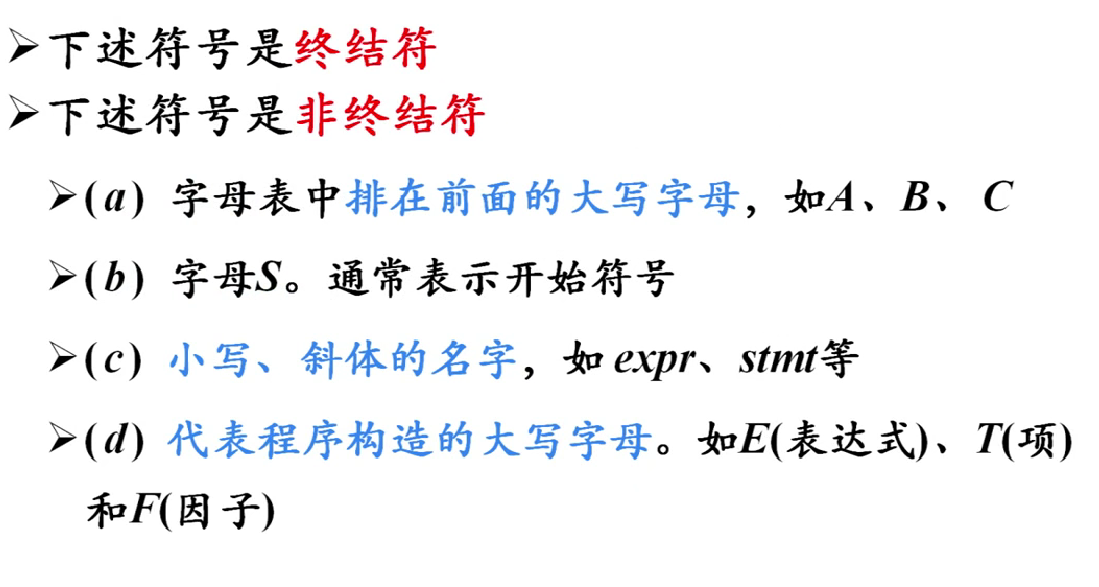 ➢下述符号是终结符
➢下述符号是非终结符
➢(a) 字母表中排在前面的大写字母，如A、B、 C
➢(b) 字母S。通常表示开始符号
➢(c) 小写、斜体的名字，如 expr、stmt等
➢(d) 代表程序构造的大写字母。如E(表达式)、T(项)
和F(因子)